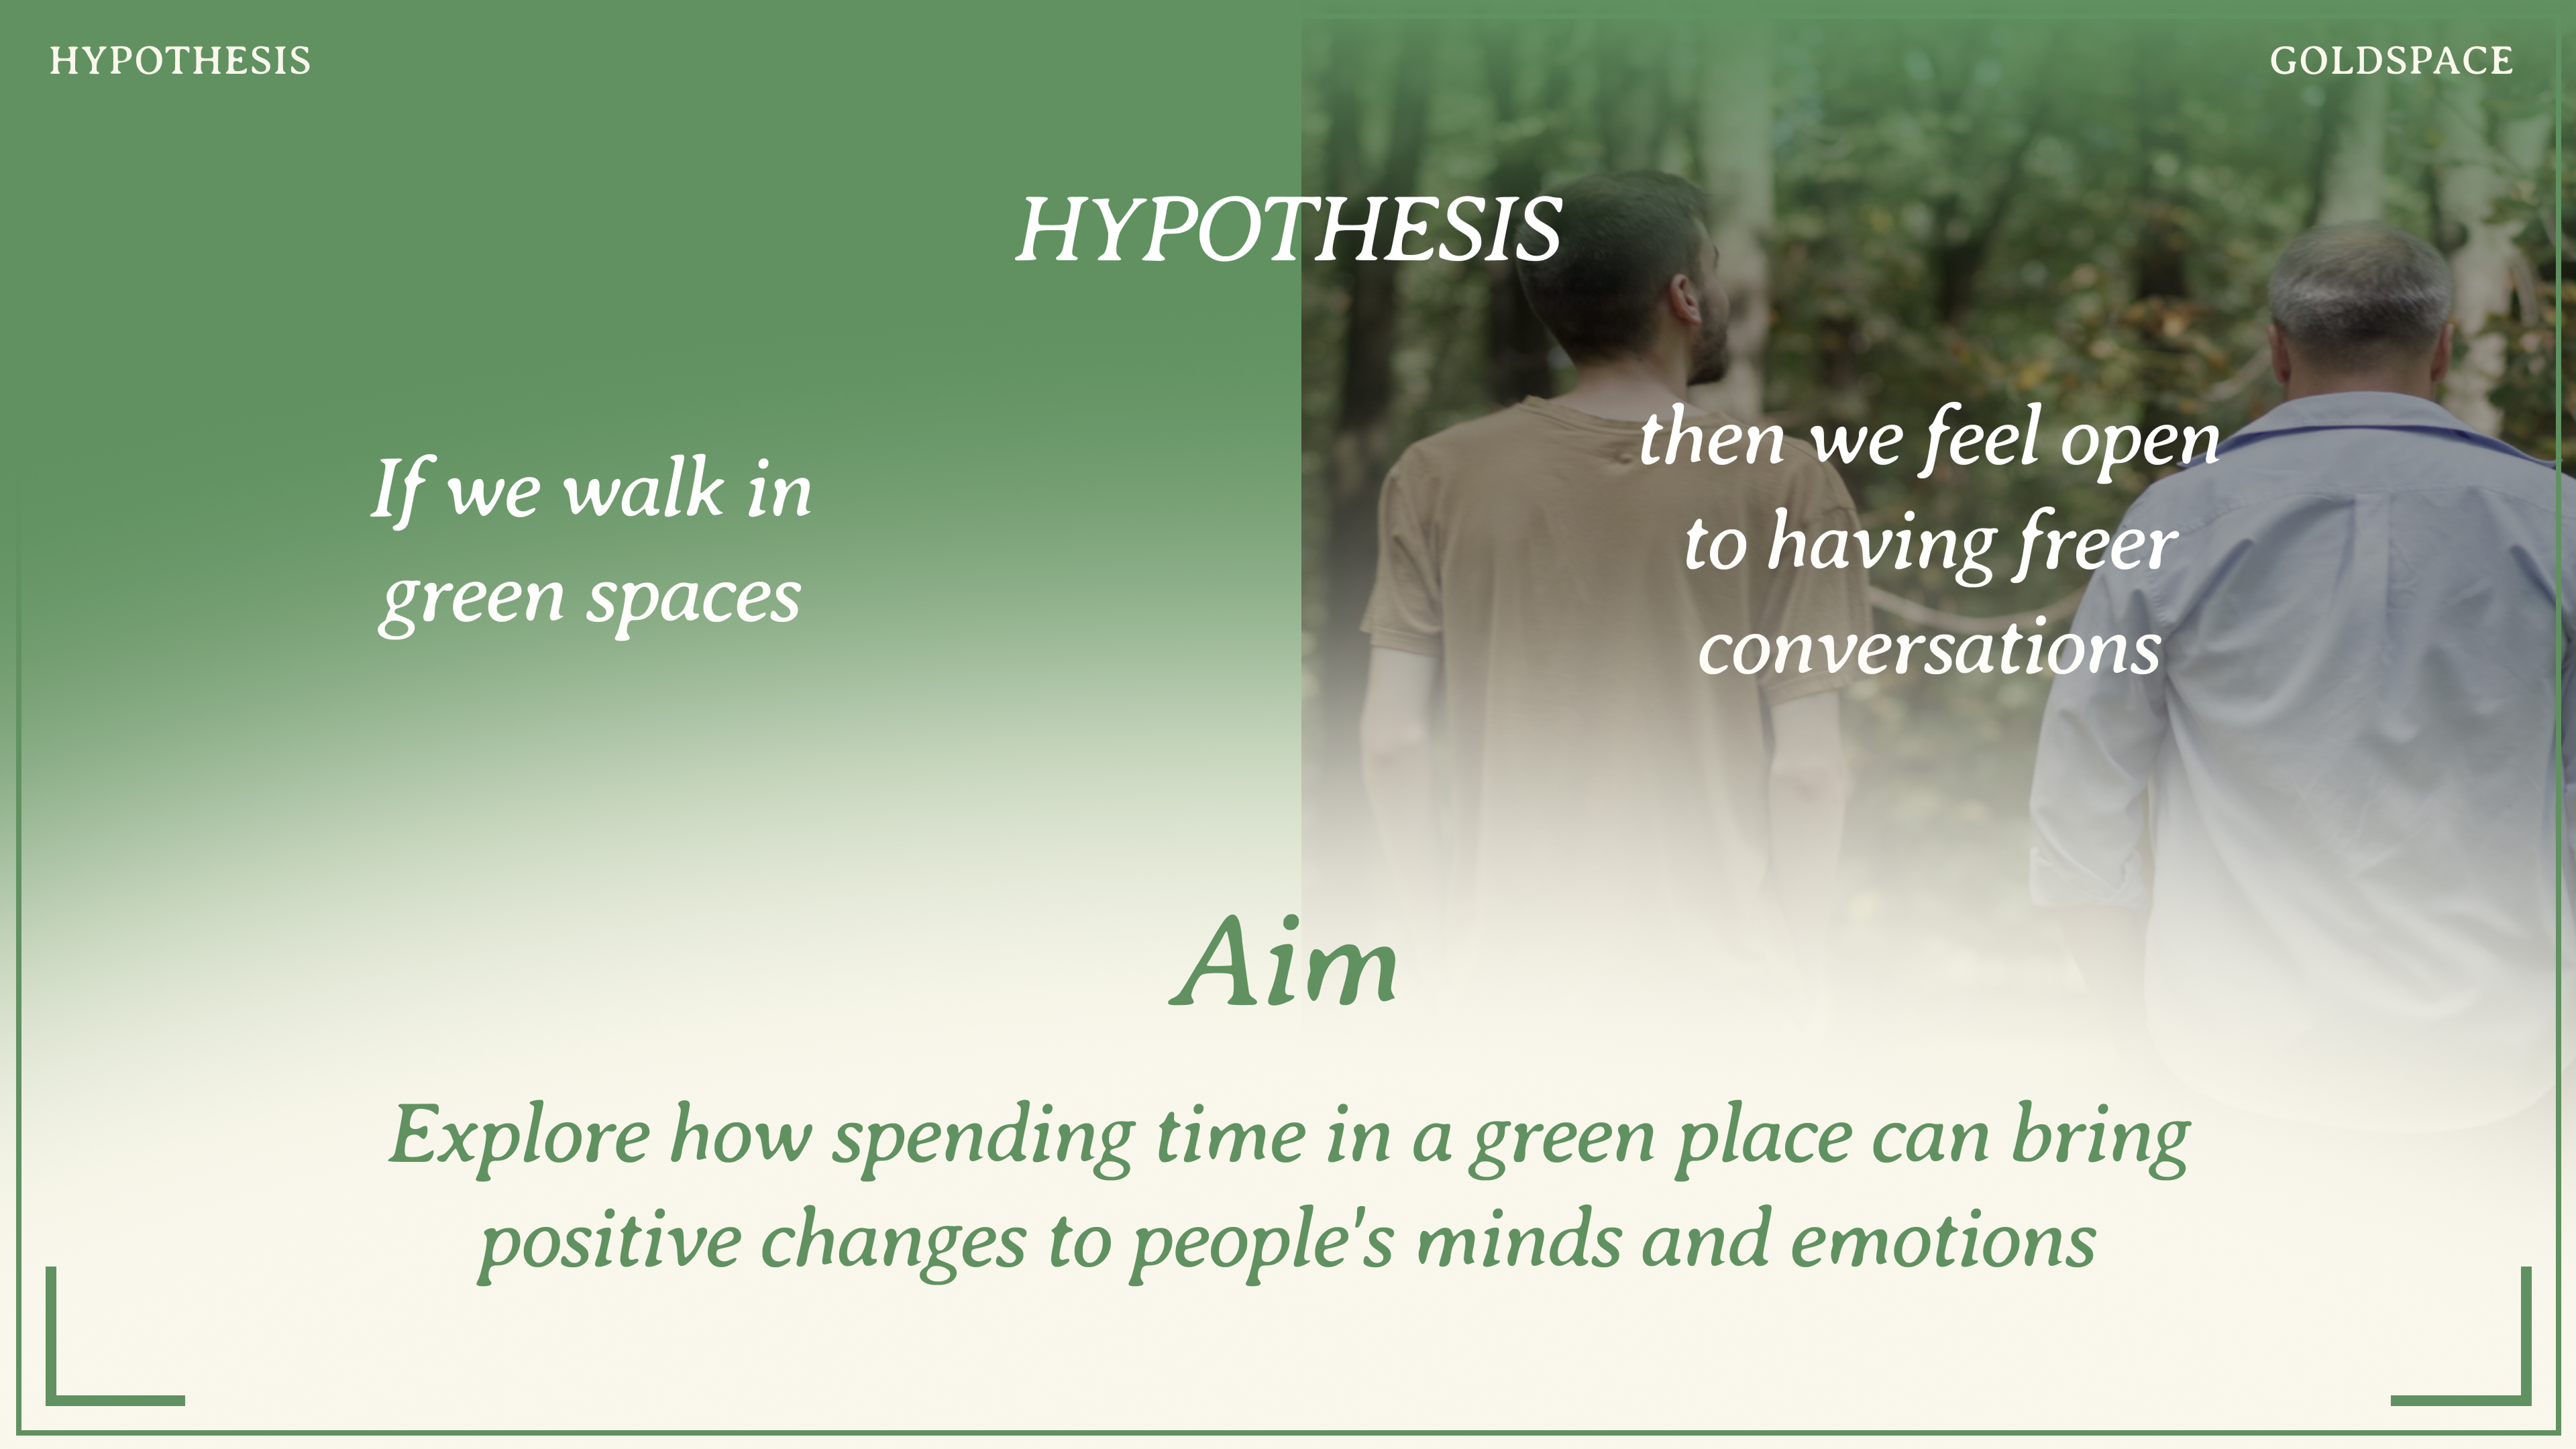 HYPOTHESIS
GOLDSPACE
HYPOTHESIS
If we walk in
green spaces
then we feel open
to having freer
conversations
Aim
Explore how spending time in a green place can bring
positive changes to people's minds and emotions